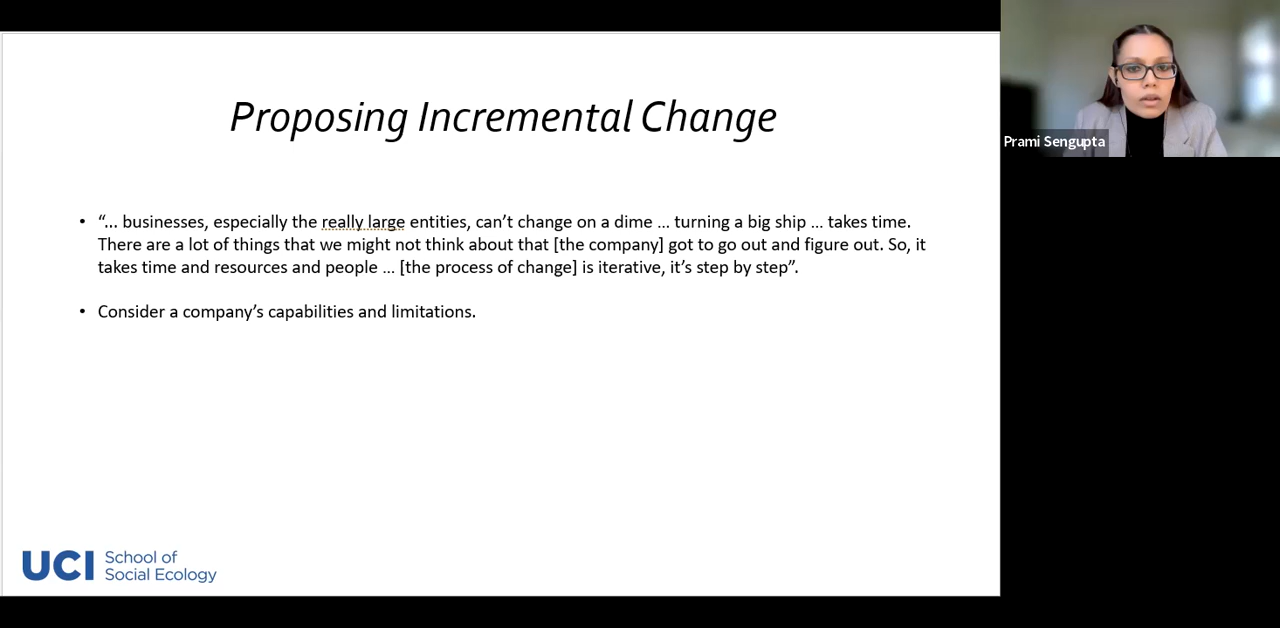 Proposing Incremental Change
• “... businesses, especially the really large entities, can’t change on a dime ... turning a big ship ... takes time.
There are a lot of things that we might not think about that [the company] got to go out and figure out. So, it
takes time and resources and people ... [the process of change] is iterative, it’s step by step”.
• Consider a company’s capabilities and limitations.
UCI School of
Social Ecology
Prami Sengupta